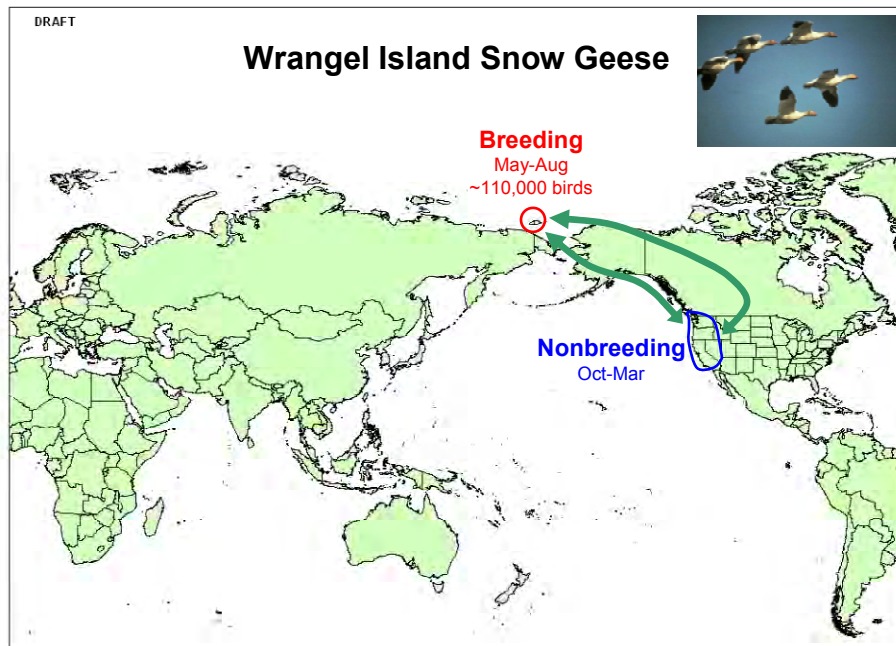 DRAFT
Wrangel Island Snow Geese
Breeding
May-Aug
~110,000 birds
Nonbreeding
Oct-Mar